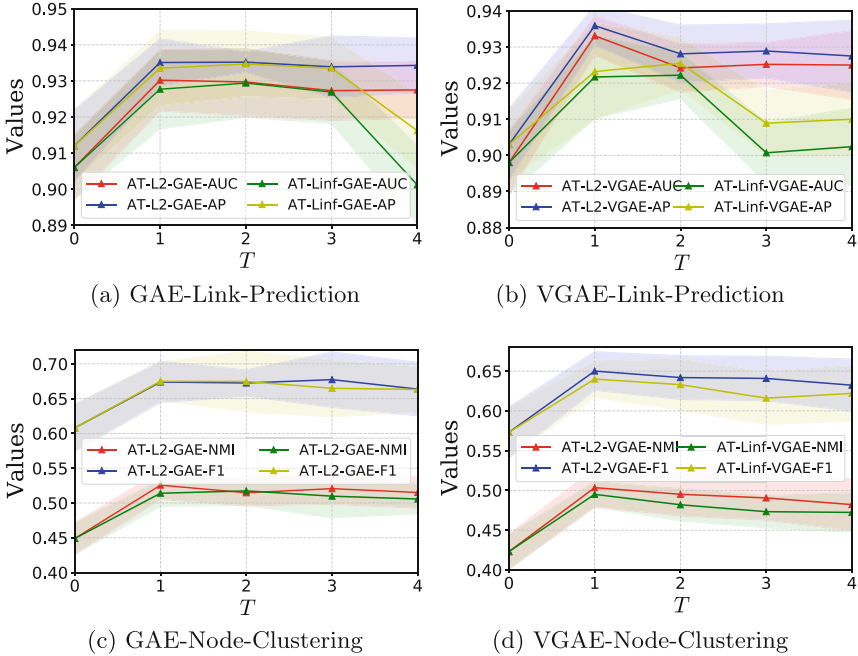 0.95
0.94
0.93
0.92
0.91
0.90
0.89
Values
AT-L2-GAE-AUC
AT-L2-GAE-AP
AT-Linf-GAE-AUC
AT-Linf-GAE-AP
0 1 2 3 4
T
(a) GAE-Link-Prediction
0.94
0.93
0.92
0.91
0.90
0.89
0.88
Values
AT-L2-VGAE-AUC
AT-L2-VGAE-AP
AT-Linf-VGAE-AUC
AT-Linf-VGAE-AP
0 1 2 3 4
T
(b) VGAE-Link-Prediction
0.70
0.65
0.60
0.55
0.50
0.45
0.40
Values
AT-L2-GAE-NMI
AT-L2-GAE-F1
AT-L2-GAE-NMI
AT-L2-GAE-F1
0 1 2 3 4
T
(c) GAE-Node-Clustering
0.65
0.60
0.55
0.50
0.45
0.40
Values
AT-L2-VGAE-NMI
AT-L2-VGAE-F1
AT-Linf-VGAE-NMI
AT-Linf-VGAE-F1
0 1 2 3 4
T
(d) VGAE-Node-Clustering